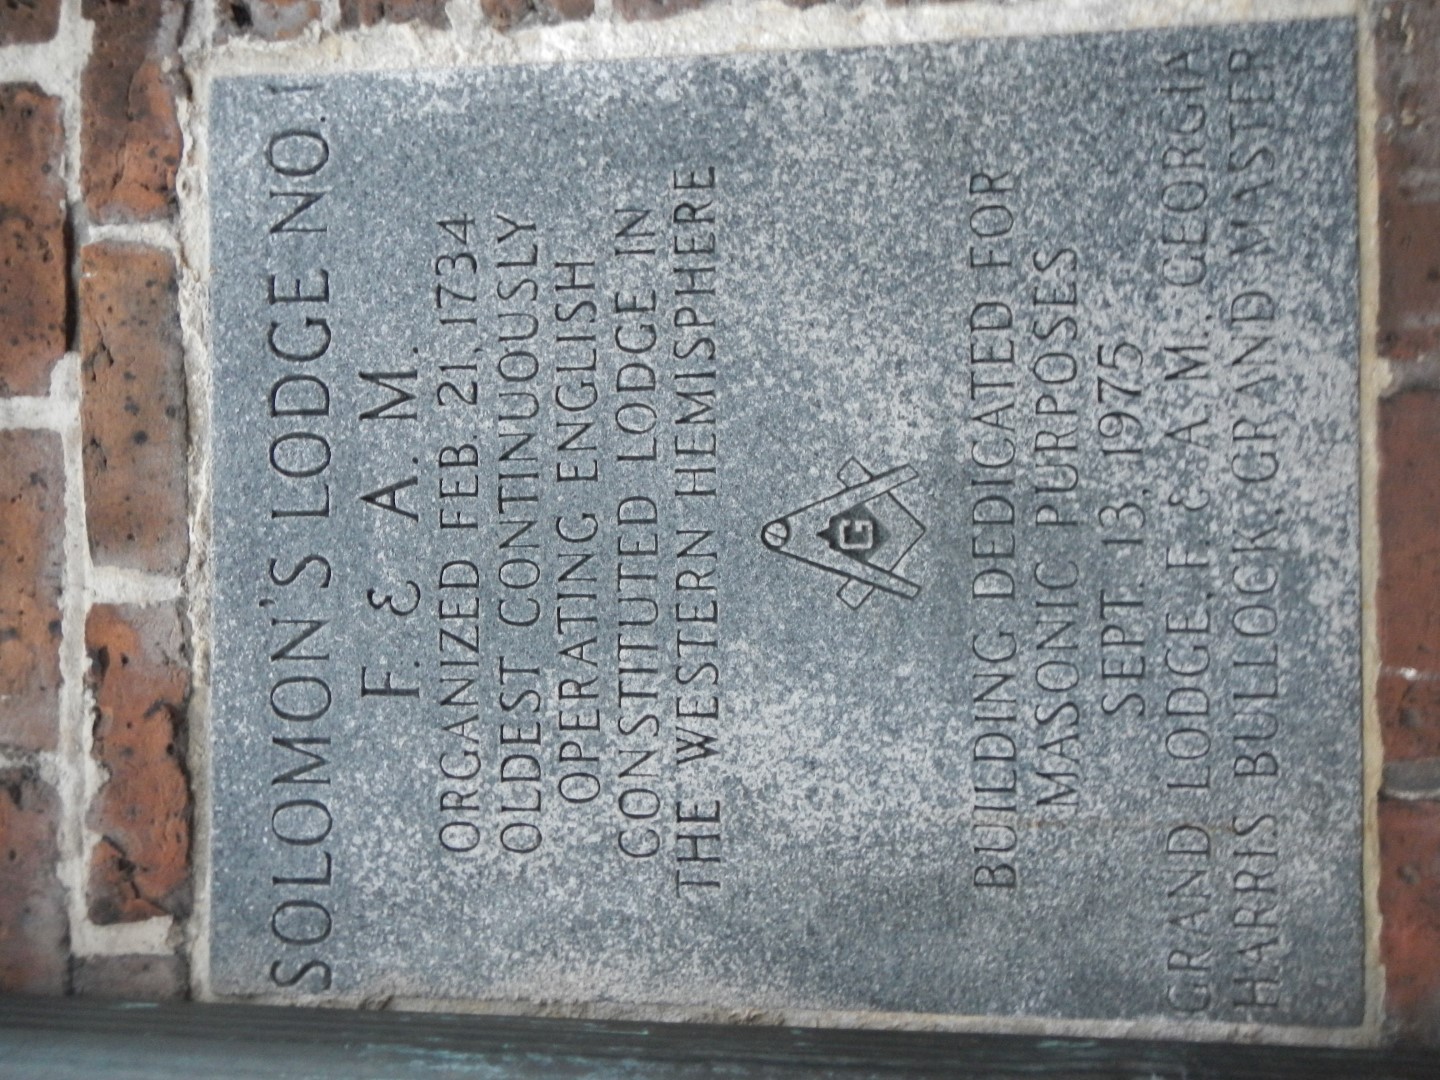 SOLOMON'S LODGE NO. 1
F. & A. M.
ORGANIZED FEB. 21, 1734
OLDEST CONTINUOUSLY
OPERATING ENGLISH
CONSTITUTED LODGE IN
THE WESTERN HEMISPHERE
G
BUILDING DEDICATED FOR
MASONIC PURPOSES
SEPT. 13, 1975
GRAND LODGE, F. & A. M., GEORGIA
HARRIS BULLOCK, GRAND MASTER